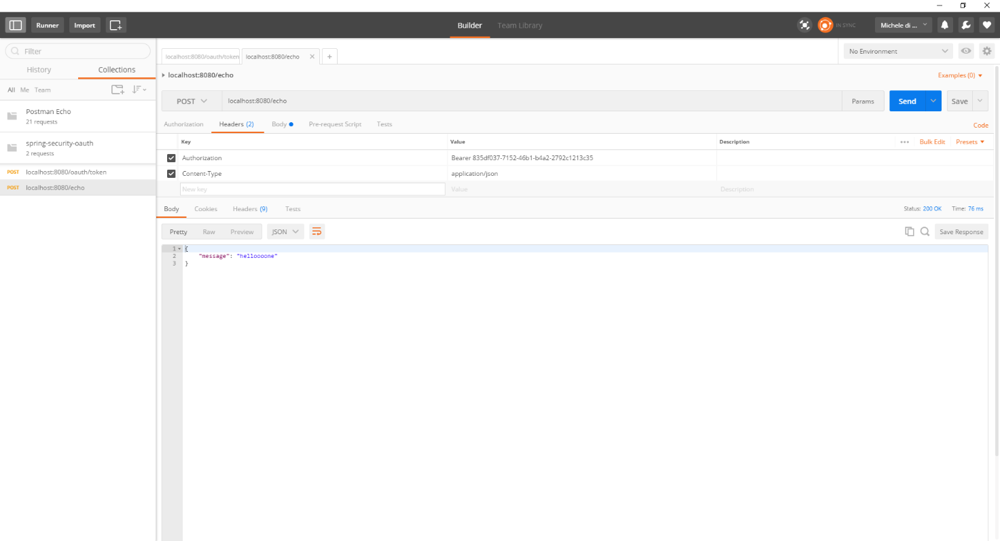 Runner Import Builder Team Library IN SYNC Michele di ...
Filter
History Collections
All Me Team
Postman Echo
21 requests
spring-security-oauth
2 requests
POST localhost:8080/oauth/token
POST localhost:8080/echo
localhost:8080/oauth/token localhost:8080/echo No Environment
localhost:8080/echo Examples (0)
POST localhost:8080/echo Params Send Save
Authorization Headers (2) Body Pre-request Script Tests Code
Key Value Description ••• Bulk Edit Presets
Authorization Bearer 835df037-7152-46b1-b4a2-2792c1213c35
Content-Type application/json
New key Value Description
Body Cookies Headers (9) Tests Status: 200 OK Time: 76 ms
Pretty Raw Preview JSON Save Response
1 {
2 "message": "helloooone"
3 }